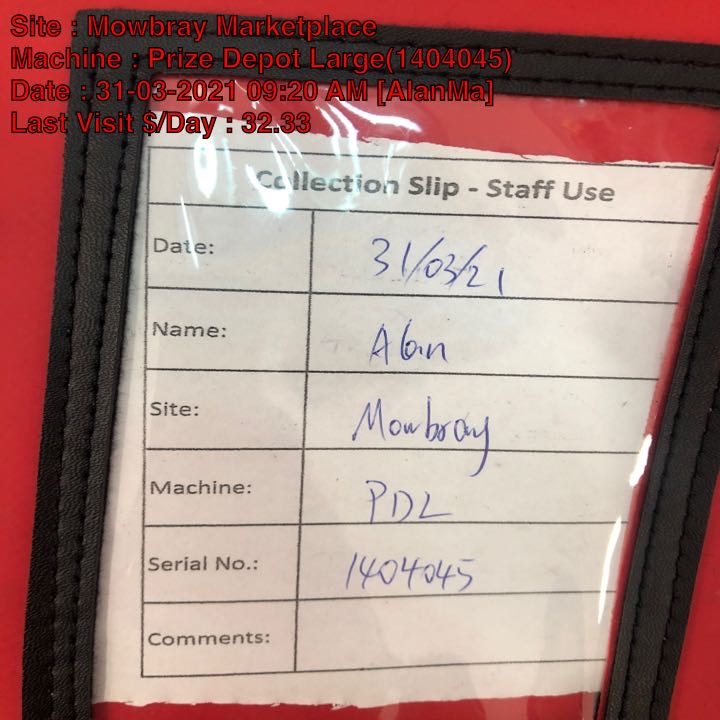 Site : Mowbray Marketplace
Machine : Prize Depot Large(1404045)
Date : 31-03-2021 09:20 AM [AlanMa]
Last Visit $/Day : 32.33
Collection Slip - Staff Use
Date: 31/03/21
Name: Alan
Site: Mowbray
Machine: PDL
Serial No.: 1404045
Comments: